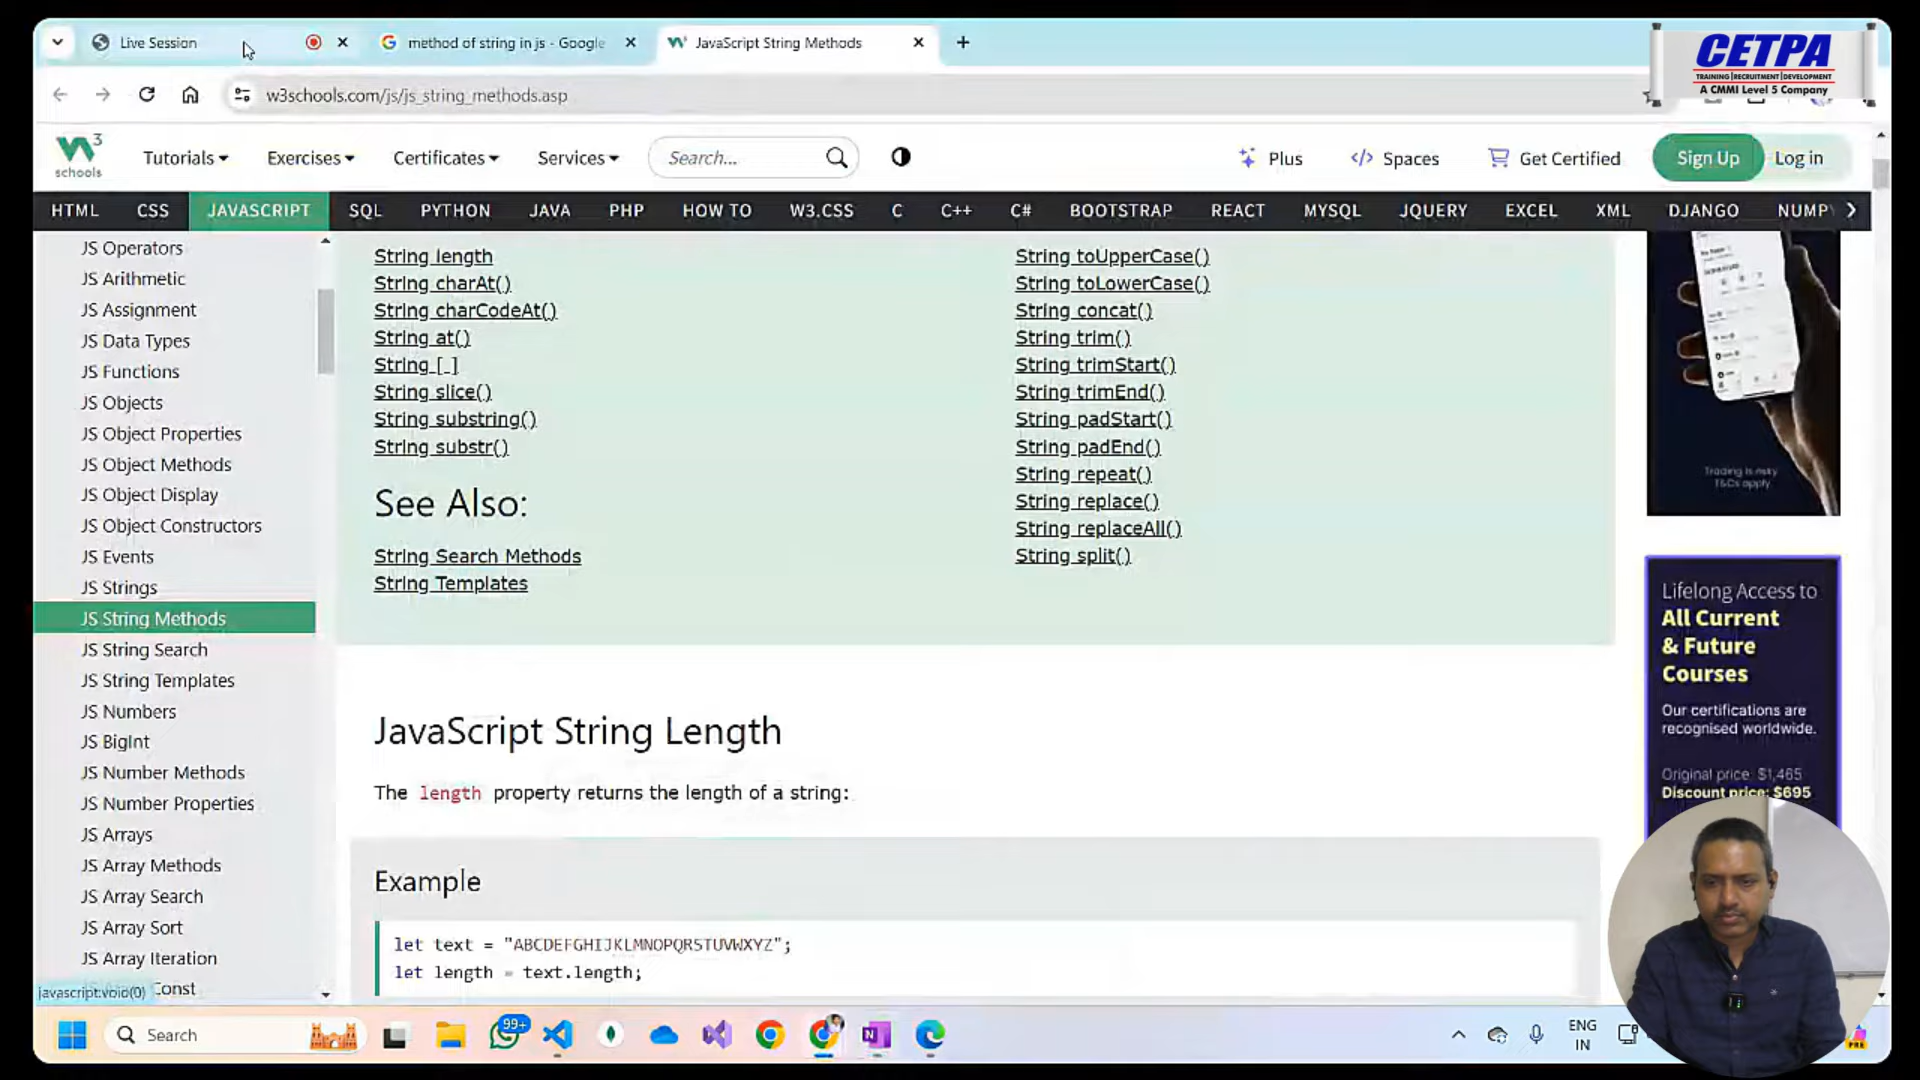 Live Session
method of string in js - Google
JavaScript String Methods
CETPA
TRAINING|RECRUITMENT|DEVELOPMENT
A CMMI Level 5 Company
w3schools.com/js/js_string_methods.asp
W3
schools
Tutorials
Exercises
Certificates
Services
Search...
Plus
</> Spaces
Get Certified
Sign Up
Log in
HTML CSS JAVASCRIPT SQL PYTHON JAVA PHP HOW TO W3.CSS C C++ C# BOOTSTRAP REACT MYSQL JQUERY EXCEL XML DJANGO NUMP
JS Operators
JS Arithmetic
JS Assignment
JS Data Types
JS Functions
JS Objects
JS Object Properties
JS Object Methods
JS Object Display
JS Object Constructors
JS Events
JS Strings
JS String Methods
JS String Search
JS String Templates
JS Numbers
JS BigInt
JS Number Methods
JS Number Properties
JS Arrays
JS Array Methods
JS Array Search
JS Array Sort
JS Array Iteration
Const
javascript:void(0)
String length
String charAt()
String charCodeAt()
String at()
String [ ]
String slice()
String substring()
String substr()
See Also:
String Search Methods
String Templates
String toUpperCase()
String toLowerCase()
String concat()
String trim()
String trimStart()
String trimEnd()
String padStart()
String padEnd()
String repeat()
String replace()
String replaceAll()
String split()
JavaScript String Length
The length property returns the length of a string:
Example
let text = "ABCDEFGHIJKLMNOPQRSTUVWXYZ";
let length = text.length;
Trading is risky
T&Cs apply
Lifelong Access to
All Current
& Future
Courses
Our certifications are
recognised worldwide.
Original price: $1,465
Discount price: $695
Search
99+
ENG
IN
PRE